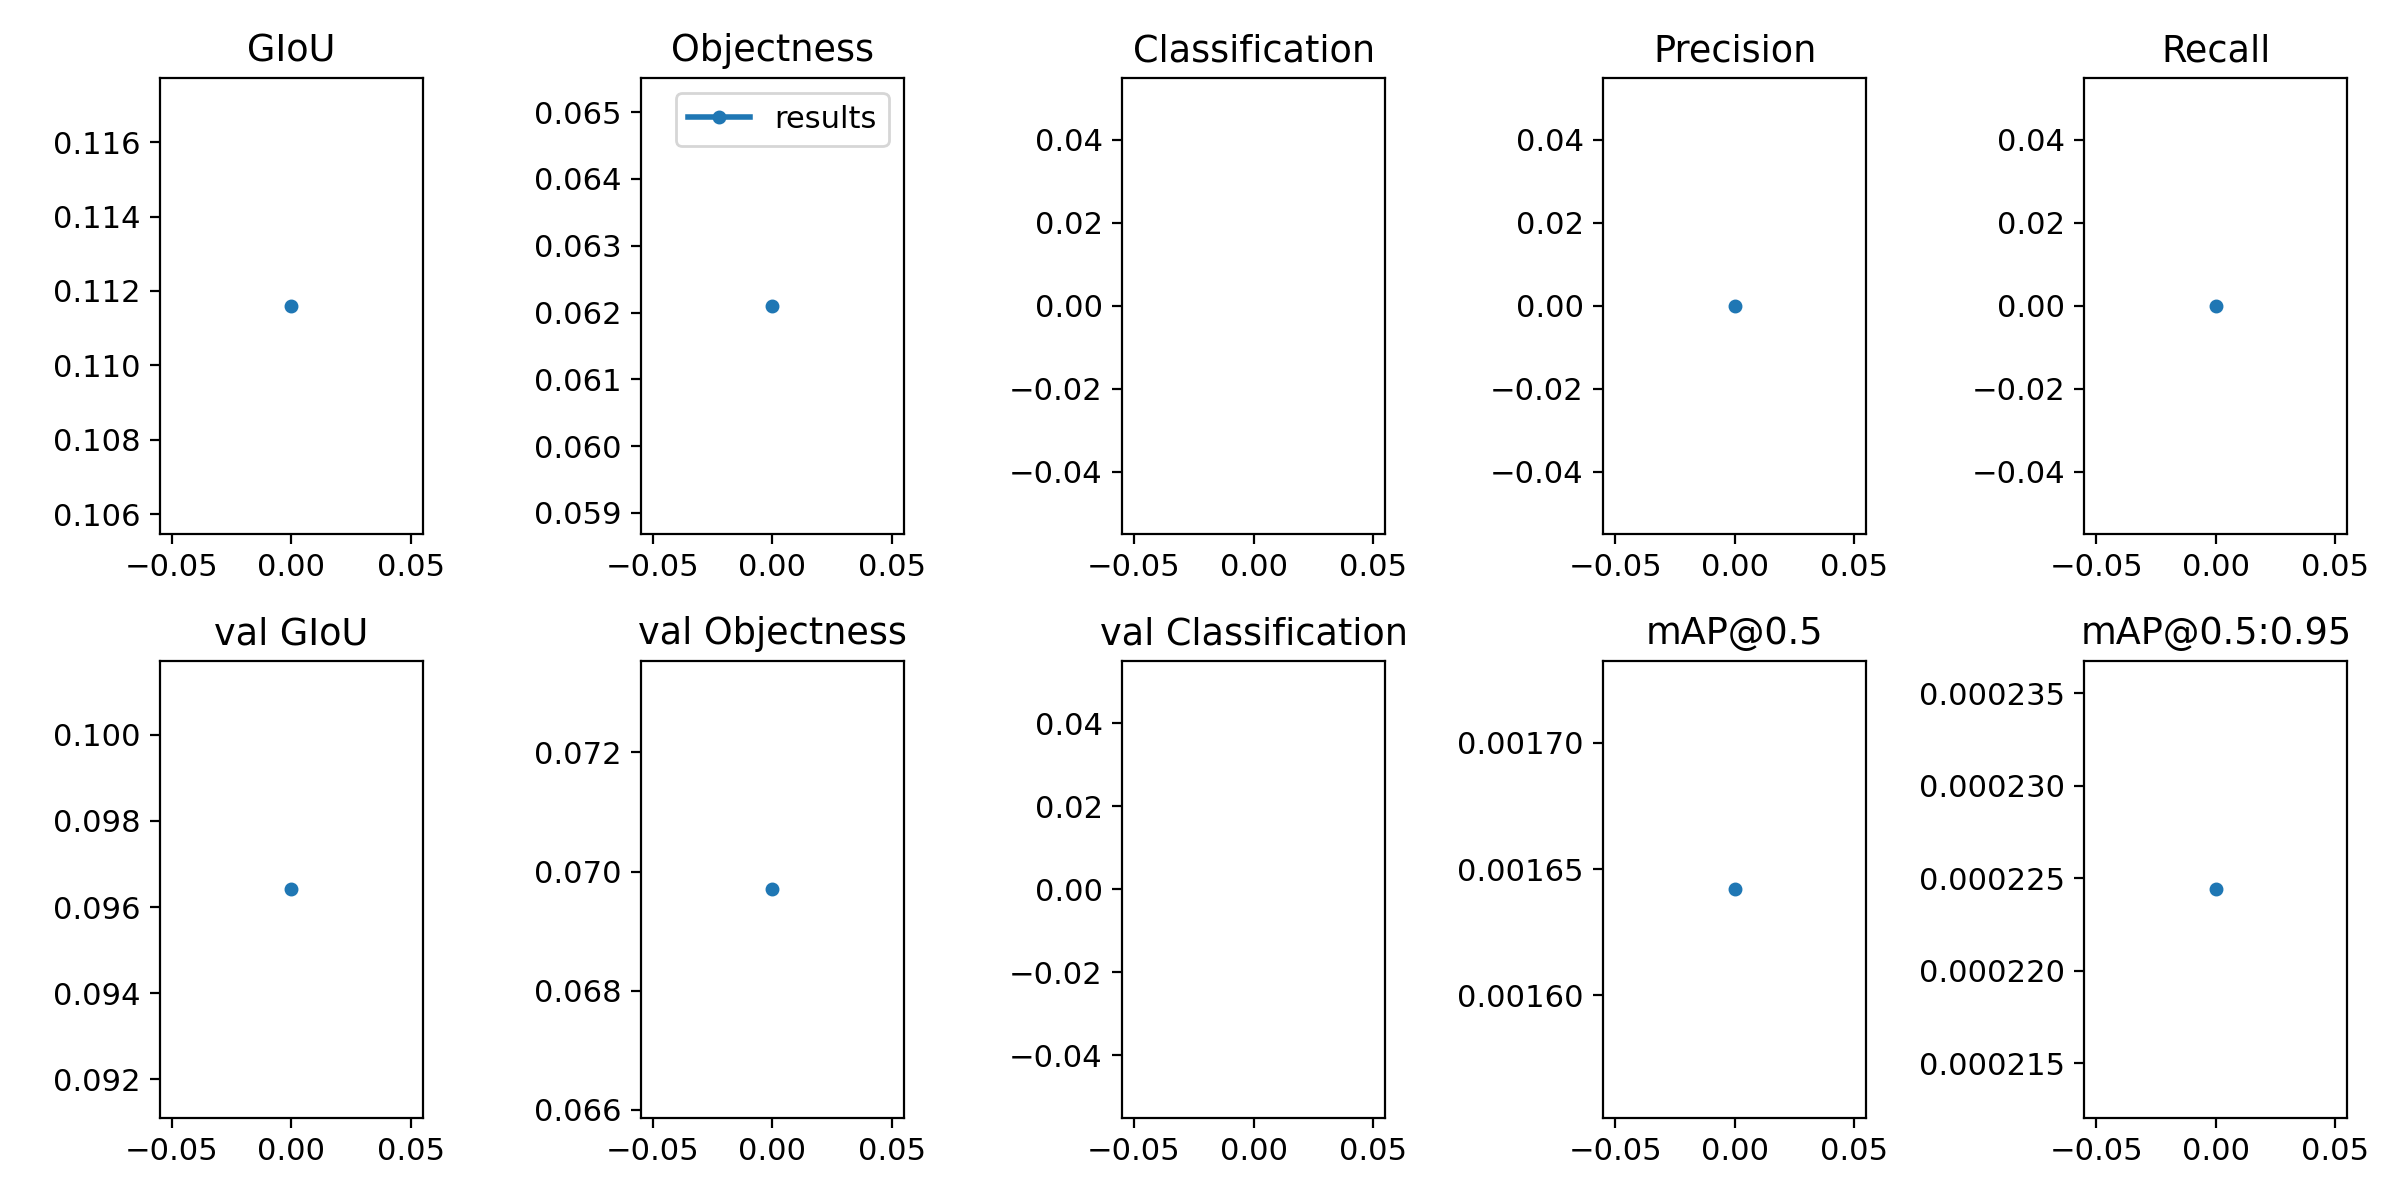 GIoU
0.116
0.114
0.112
0.110
0.108
0.106
−0.05 0.00 0.05
Objectness
results
0.065
0.064
0.063
0.062
0.061
0.060
0.059
−0.05 0.00 0.05
Classification
0.04
0.02
0.00
−0.02
−0.04
−0.05 0.00 0.05
Precision
0.04
0.02
0.00
−0.02
−0.04
−0.05 0.00 0.05
Recall
0.04
0.02
0.00
−0.02
−0.04
−0.05 0.00 0.05
val GIoU
0.100
0.098
0.096
0.094
0.092
−0.05 0.00 0.05
val Objectness
0.072
0.070
0.068
0.066
−0.05 0.00 0.05
val Classification
0.04
0.02
0.00
−0.02
−0.04
−0.05 0.00 0.05
mAP@0.5
0.00170
0.00165
0.00160
−0.05 0.00 0.05
mAP@0.5:0.95
0.000235
0.000230
0.000225
0.000220
0.000215
−0.05 0.00 0.05